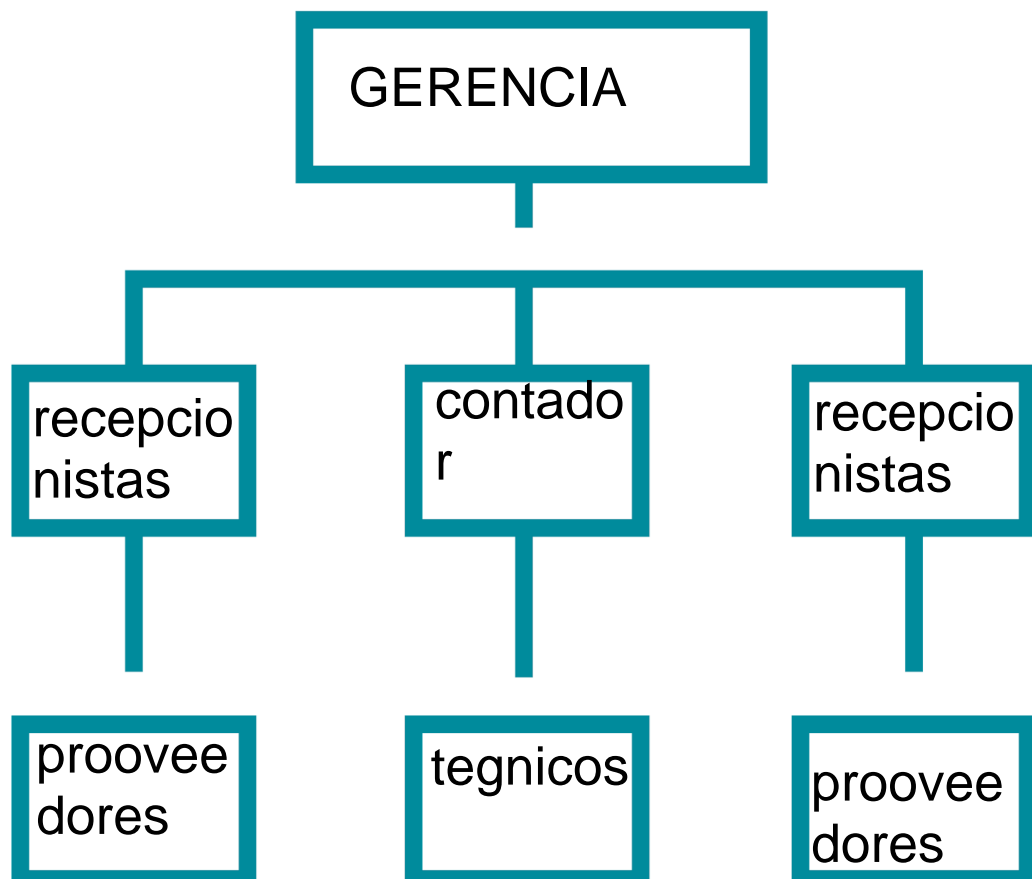 GERENCIA
recepcio
nistas
contado
r
recepcio
nistas
proovee
dores
tegnicos
proovee
dores